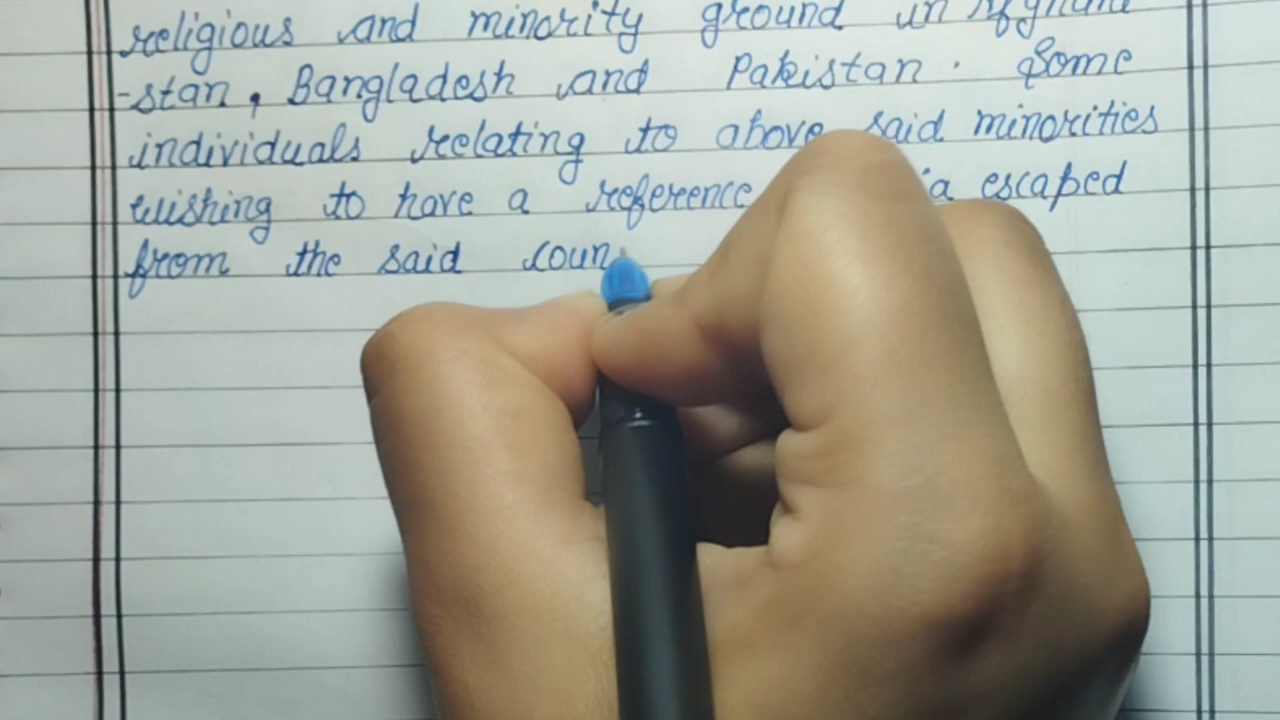 religious and minority ground in Afghani
-stan, Bangladesh and Pakistan. Some
individuals relating to above said minorities
wishing to have a reference escaped
from the said coun